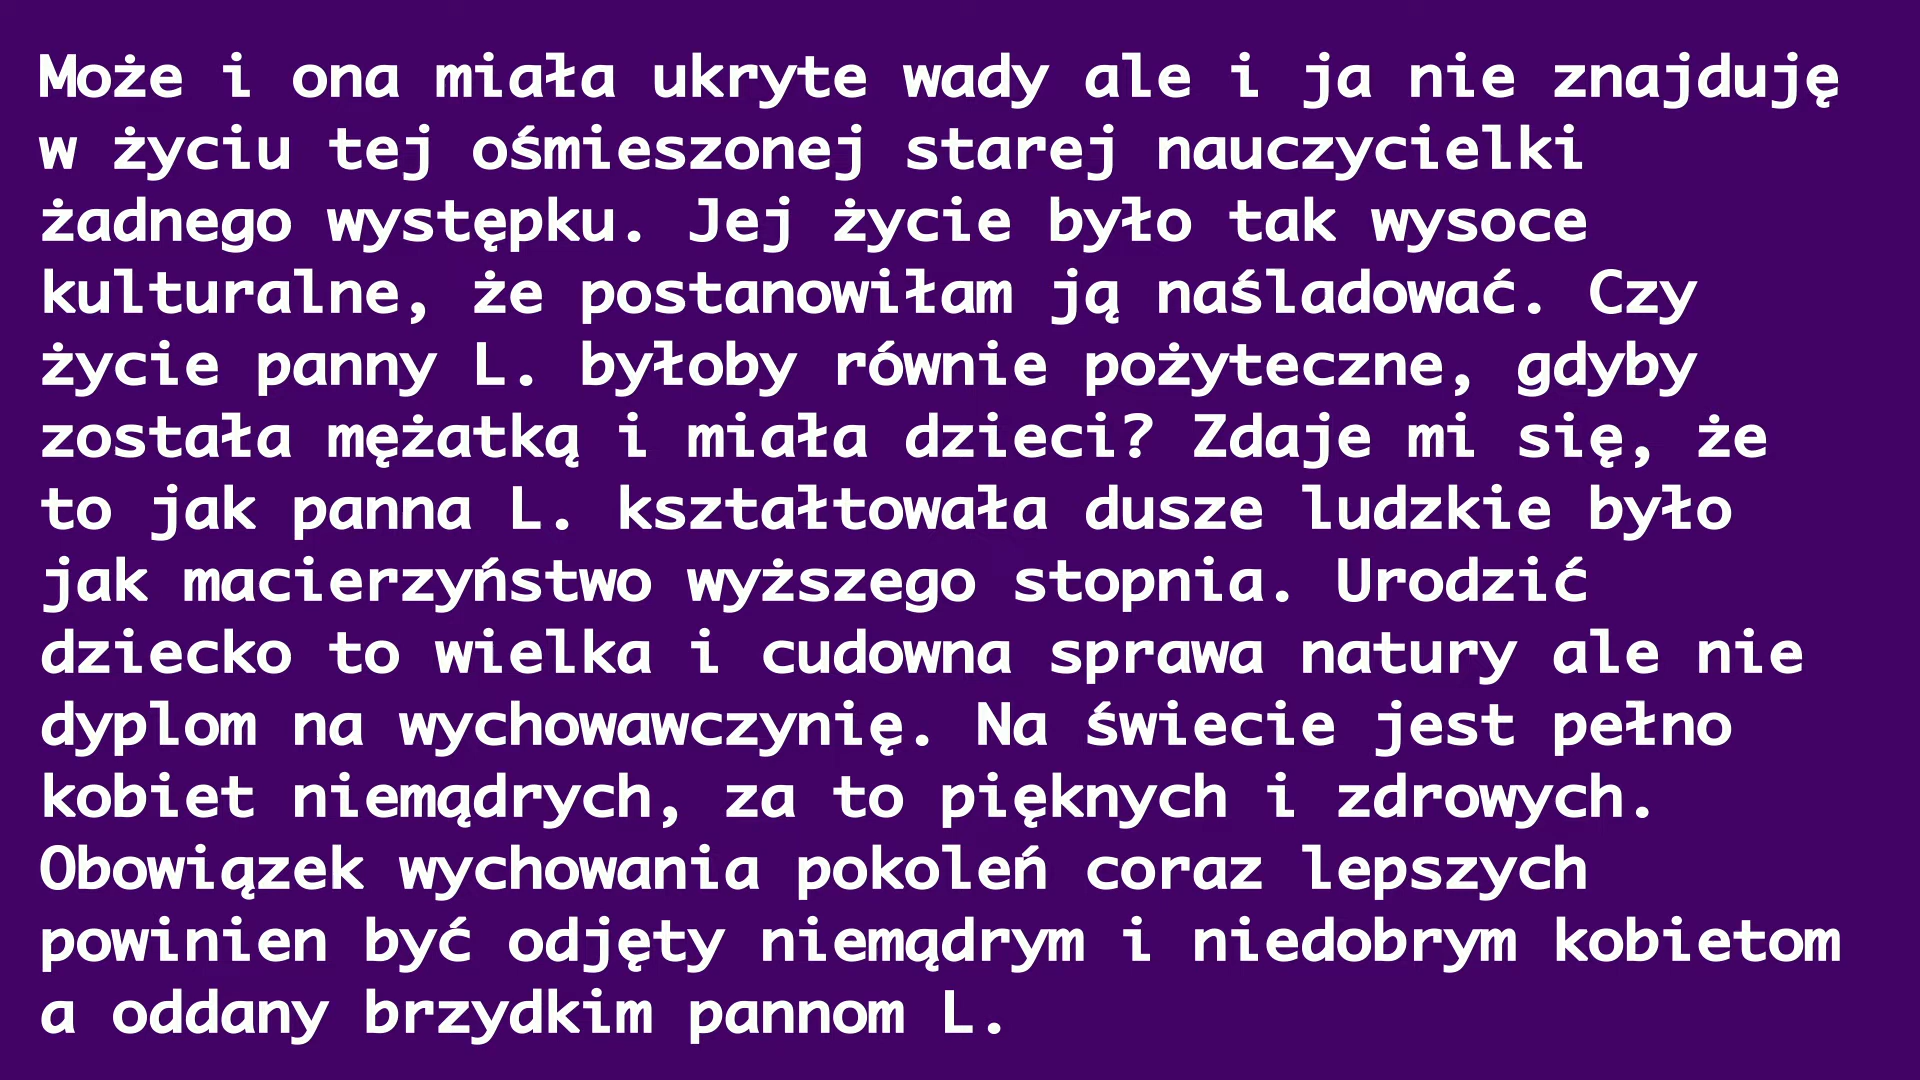 Może i ona miała ukryte wady ale i ja nie znajduję
w życiu tej ośmieszonej starej nauczycielki
żadnego występku. Jej życie było tak wysoce
kulturalne, że postanowiłam ją naśladować. Czy
życie panny L. byłoby równie pożyteczne, gdyby
została mężatką i miała dzieci? Zdaje mi się, że
to jak panna L. kształtowała dusze ludzkie było
jak macierzyństwo wyższego stopnia. Urodzić
dziecko to wielka i cudowna sprawa natury ale nie
dyplom na wychowawczynię. Na świecie jest pełno
kobiet niemądrych, za to pięknych i zdrowych.
Obowiązek wychowania pokoleń coraz lepszych
powinien być odjęty niemądrym i niedobrym kobietom
a oddany brzydkim pannom L.